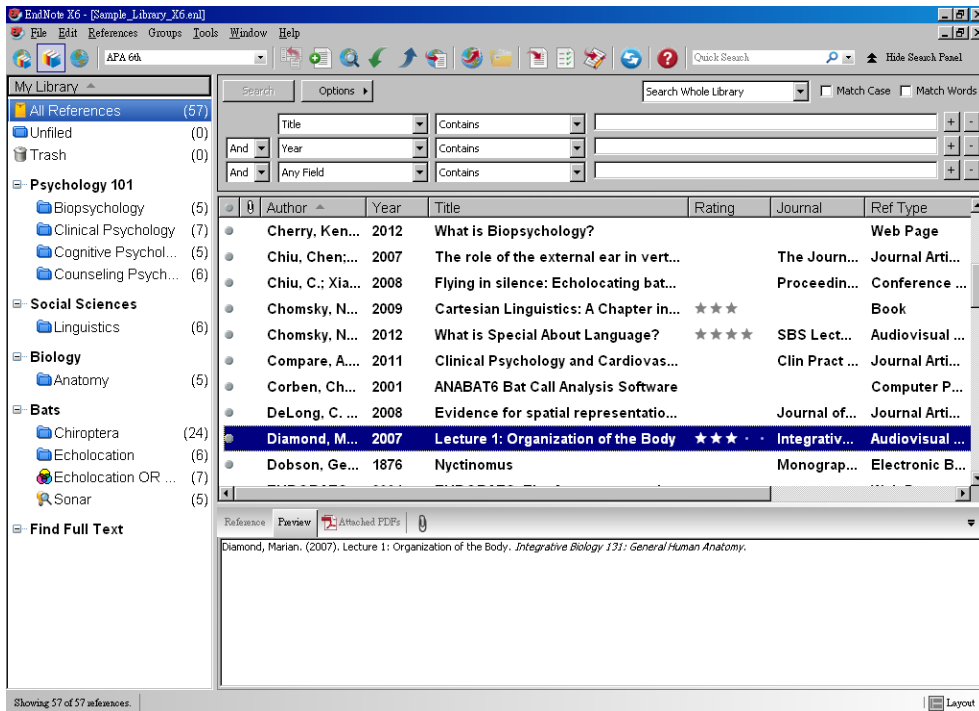 EndNote X6 - [Sample_Library_X6.enl]
File Edit References Groups Tools Window Help
APA 6th Quick Search Hide Search Panel
My Library
All References (57)
Unfiled (0)
Trash (0)
Psychology 101
Biopsychology (5)
Clinical Psychology (7)
Cognitive Psychol... (5)
Counseling Psych... (6)
Social Sciences
Linguistics (6)
Biology
Anatomy (5)
Bats
Chiroptera (24)
Echolocation (6)
Echolocation OR ... (7)
Sonar (5)
Find Full Text
Search Options Search Whole Library Match Case Match Words
Title Contains + -
And Year Contains + -
And Any Field Contains + -
Author Year Title Rating Journal Ref Type
Cherry, Ken... 2012 What is Biopsychology? Web Page
Chiu, Chen;... 2007 The role of the external ear in vert... The Journ... Journal Arti...
Chiu, C.; Xia... 2008 Flying in silence: Echolocating bat... Proceedin... Conference ...
Chomsky, N... 2009 Cartesian Linguistics: A Chapter in... ★★★ Book
Chomsky, N... 2012 What is Special About Language? ★★★★ SBS Lect... Audiovisual ...
Compare, A.... 2011 Clinical Psychology and Cardiovas... Clin Pract ... Journal Arti...
Corben, Ch... 2001 ANABAT6 Bat Call Analysis Software Computer P...
DeLong, C. ... 2008 Evidence for spatial representatio... Journal of... Journal Arti...
Diamond, M... 2007 Lecture 1: Organization of the Body ★★★ · · Integrativ... Audiovisual ...
Dobson, Ge... 1876 Nyctinomus Monograp... Electronic B...
Reference Preview Attached PDFs
Diamond, Marian. (2007). Lecture 1: Organization of the Body. Integrative Biology 131: General Human Anatomy.
Showing 57 of 57 references. Layout